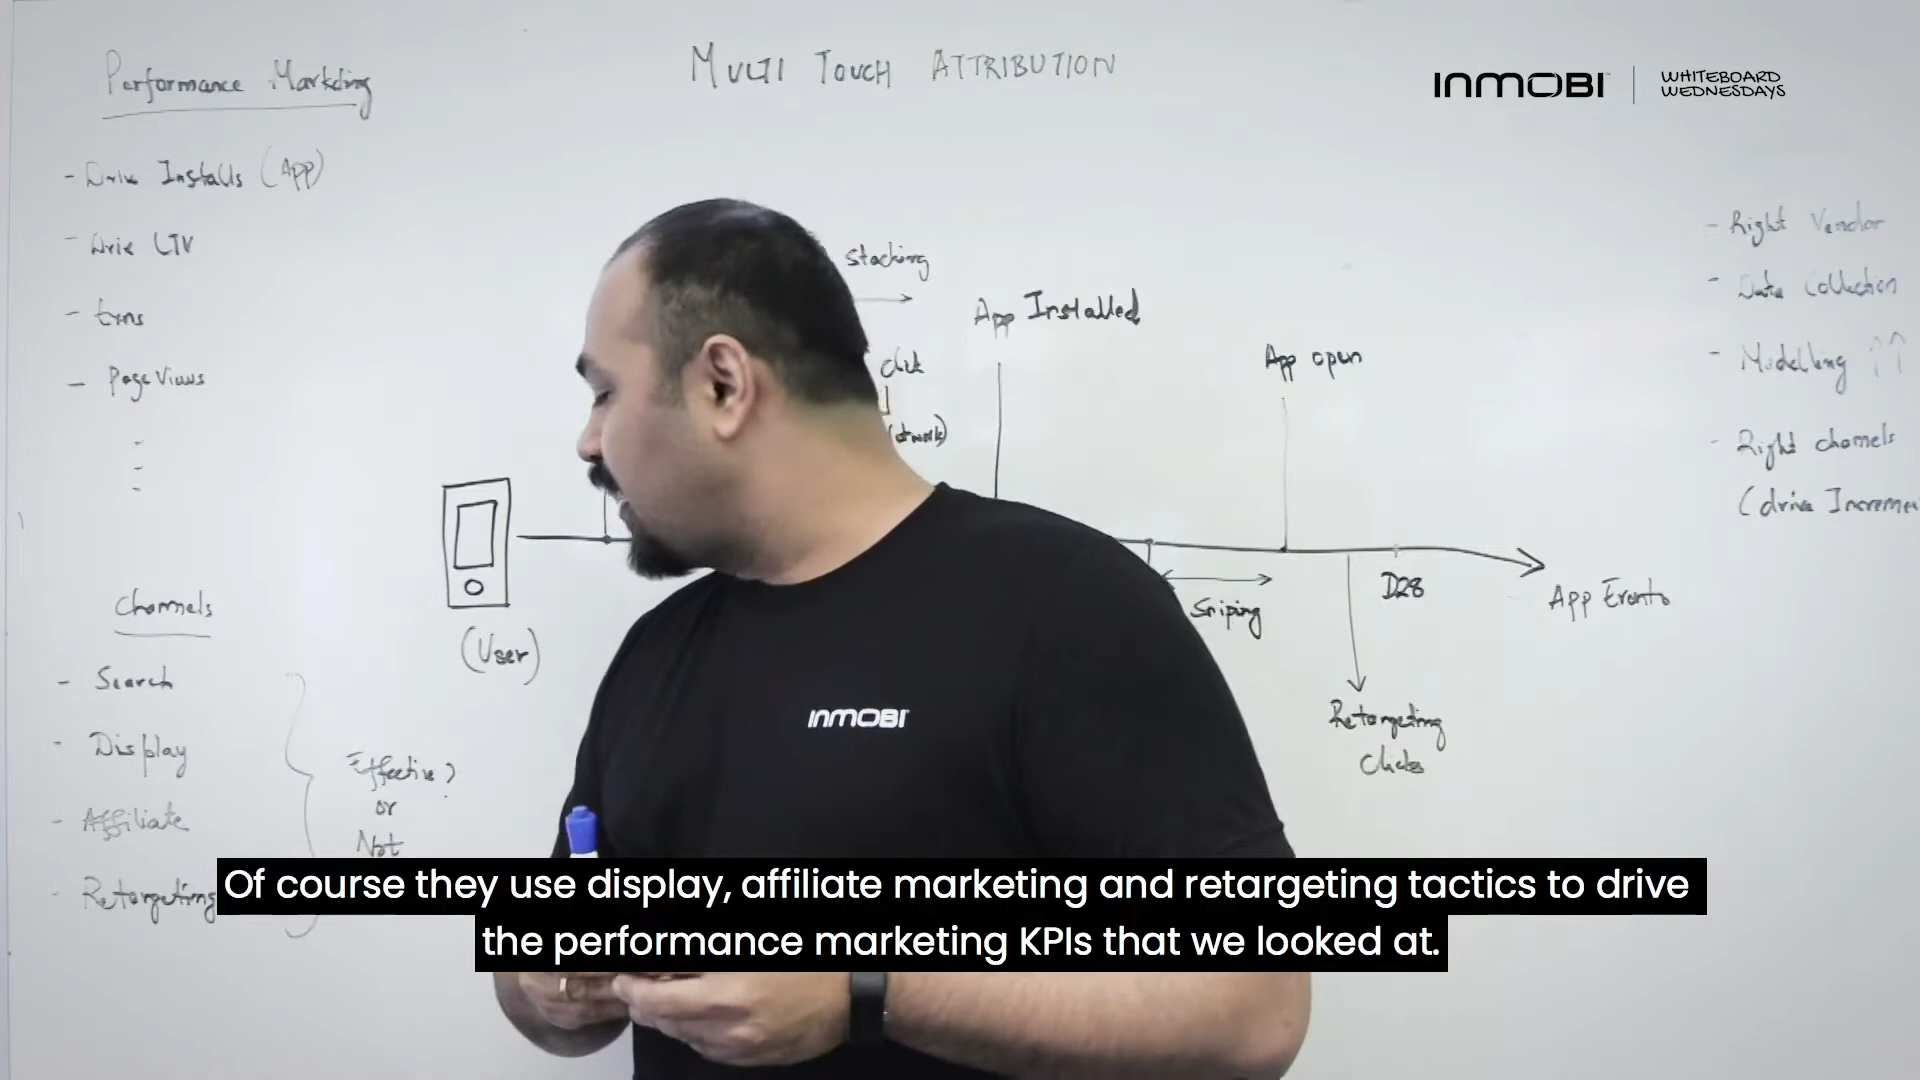 MULTI TOUCH ATTRIBUTION
INMOBI
WHITEBOARD
WEDNESDAYS
Performance Marketing
- Drive Installs (App)
- Drive LTV
- txns
- Page Views
Channels
- Search
- Display
- Affiliate
- Retargeting
Effective?
or
Not
(User)
stacking
click
App Installed
App open
Sniping
D28
App Events
Retargeting
Clicks
- Right Vendor
- Data Collection
- Modelling ↑↑
- Right channels
(drive Increme
INMOBI
Of course they use display, affiliate marketing and retargeting tactics to drive
the performance marketing KPIs that we looked at.